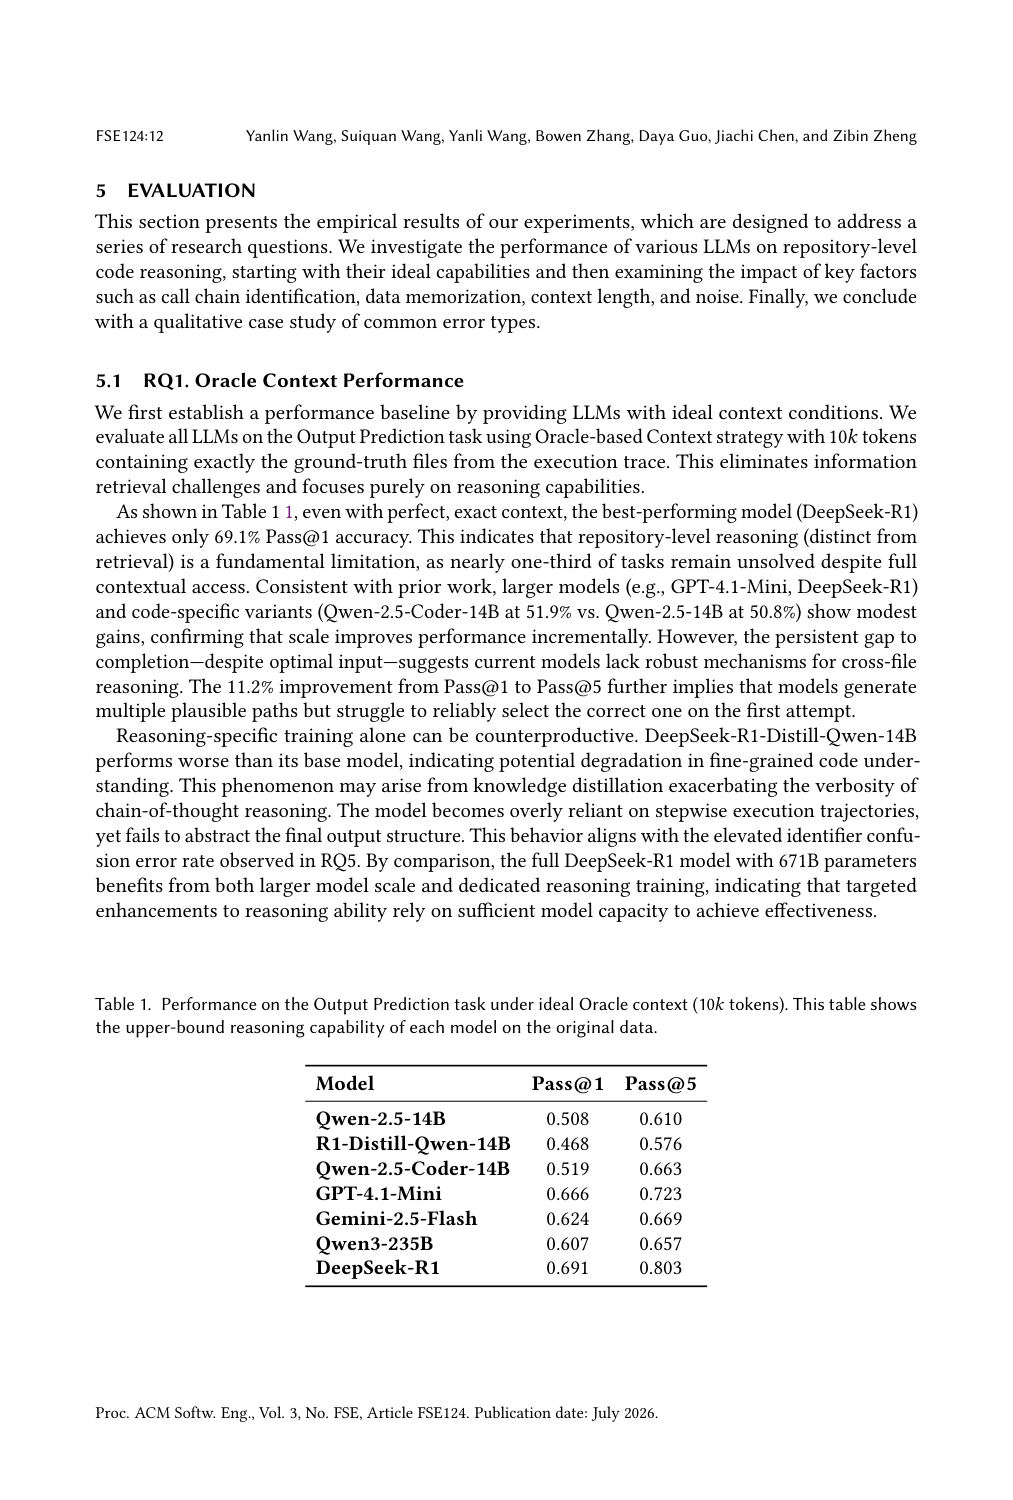 FSE124:12 Yanlin Wang, Suiquan Wang, Yanli Wang, Bowen Zhang, Daya Guo, Jiachi Chen, and Zibin Zheng
5 EVALUATION
This section presents the empirical results of our experiments, which are designed to address a
series of research questions. We investigate the performance of various LLMs on repository-level
code reasoning, starting with their ideal capabilities and then examining the impact of key factors
such as call chain identification, data memorization, context length, and noise. Finally, we conclude
with a qualitative case study of common error types.
5.1 RQ1. Oracle Context Performance
We first establish a performance baseline by providing LLMs with ideal context conditions. We
evaluate all LLMs on the Output Prediction task using Oracle-based Context strategy with 10k tokens
containing exactly the ground-truth files from the execution trace. This eliminates information
retrieval challenges and focuses purely on reasoning capabilities.
As shown in Table 1 1, even with perfect, exact context, the best-performing model (DeepSeek-R1)
achieves only 69.1% Pass@1 accuracy. This indicates that repository-level reasoning (distinct from
retrieval) is a fundamental limitation, as nearly one-third of tasks remain unsolved despite full
contextual access. Consistent with prior work, larger models (e.g., GPT-4.1-Mini, DeepSeek-R1)
and code-specific variants (Qwen-2.5-Coder-14B at 51.9% vs. Qwen-2.5-14B at 50.8%) show modest
gains, confirming that scale improves performance incrementally. However, the persistent gap to
completion—despite optimal input—suggests current models lack robust mechanisms for cross-file
reasoning. The 11.2% improvement from Pass@1 to Pass@5 further implies that models generate
multiple plausible paths but struggle to reliably select the correct one on the first attempt.
Reasoning-specific training alone can be counterproductive. DeepSeek-R1-Distill-Qwen-14B
performs worse than its base model, indicating potential degradation in fine-grained code under-
standing. This phenomenon may arise from knowledge distillation exacerbating the verbosity of
chain-of-thought reasoning. The model becomes overly reliant on stepwise execution trajectories,
yet fails to abstract the final output structure. This behavior aligns with the elevated identifier confu-
sion error rate observed in RQ5. By comparison, the full DeepSeek-R1 model with 671B parameters
benefits from both larger model scale and dedicated reasoning training, indicating that targeted
enhancements to reasoning ability rely on sufficient model capacity to achieve effectiveness.
Table 1. Performance on the Output Prediction task under ideal Oracle context (10k tokens). This table shows
the upper-bound reasoning capability of each model on the original data.
Model Pass@1 Pass@5
Qwen-2.5-14B 0.508 0.610
R1-Distill-Qwen-14B 0.468 0.576
Qwen-2.5-Coder-14B 0.519 0.663
GPT-4.1-Mini 0.666 0.723
Gemini-2.5-Flash 0.624 0.669
Qwen3-235B 0.607 0.657
DeepSeek-R1 0.691 0.803
Proc. ACM Softw. Eng., Vol. 3, No. FSE, Article FSE124. Publication date: July 2026.